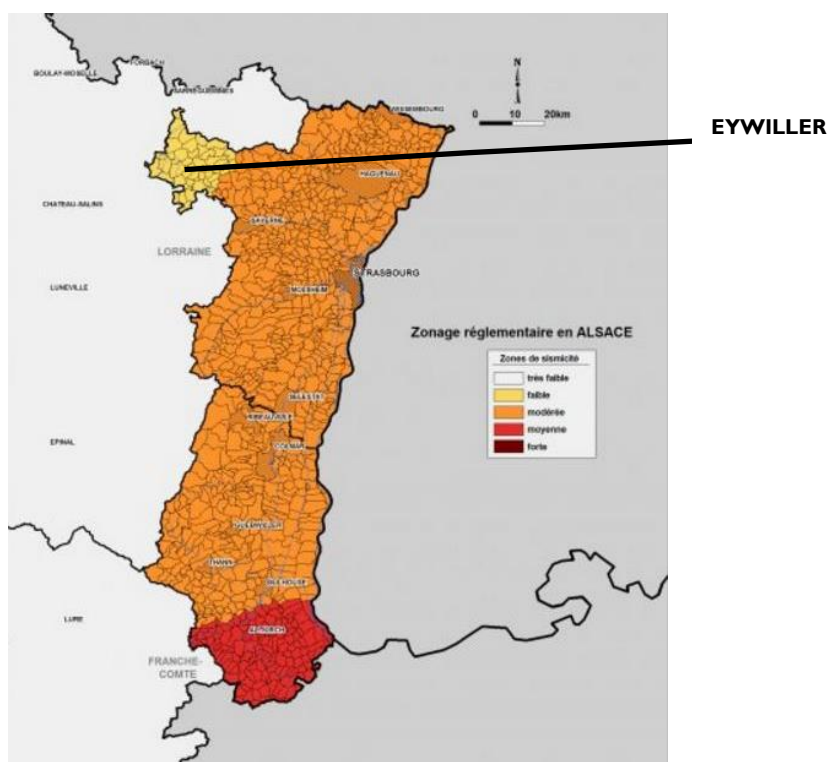 FORBACH
BOULAY-MOSELLE
SARREGUEMINES
N
WISSEMBOURG
0 10 20km
EYWILLER
HAGUENAU
CHATEAU-SALINS
SAVERNE
LORRAINE
STRASBOURG
LUNEVILLE
MOLSHEIM
Zonage réglementaire en ALSACE
Zones de sismicité
très faible
faible
modérée
moyenne
forte
SELESTAT
RIBEAUVILLE
EPINAL
COLMAR
GUEBWILLER
THANN
MULHOUSE
LURE
ALTKIRCH
FRANCHE-
COMTE